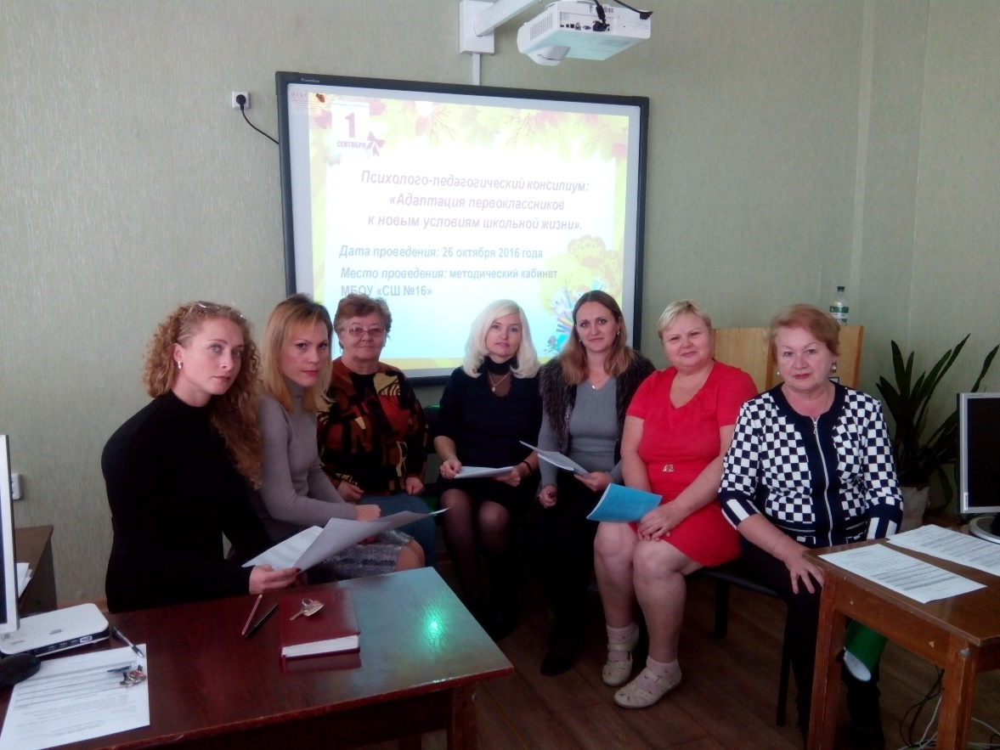 1
СЕНТЯБРЯ
Психолого-педагогический консилиум:
«Адаптация первоклассников
к новым условиям школьной жизни».
Дата проведения: 26 октября 2016 года
Место проведения: методический кабинет
МБОУ «СШ №16»